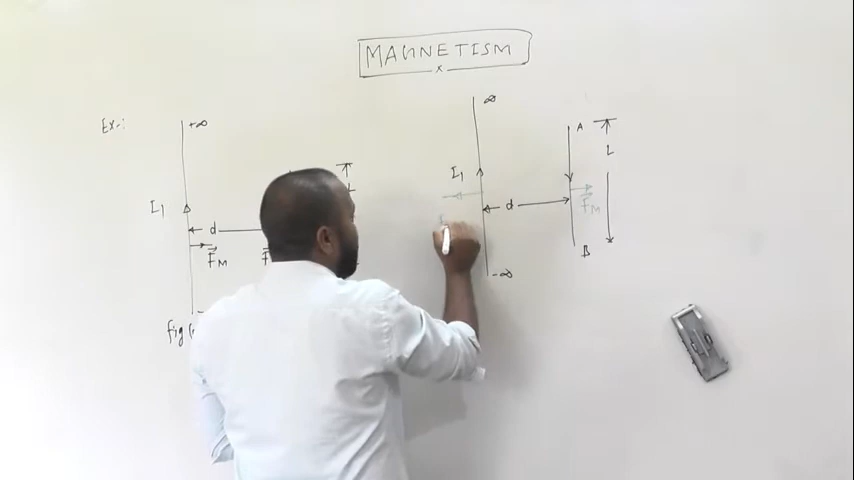 MAGNETISM
x
Ex-:
+∞
I1
d
F M
F
fig (
∞
I1
d
-∞
A
L
F M
B